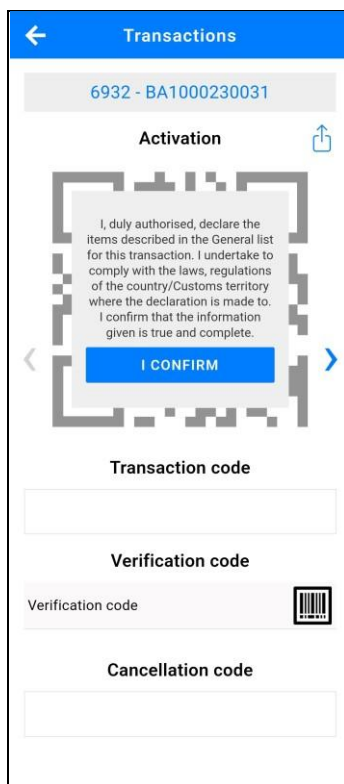 Transactions
6932 - BA1000230031
Activation
I, duly authorised, declare the
items described in the General list
for this transaction. I undertake to
comply with the laws, regulations
of the country/Customs territory
where the declaration is made to.
I confirm that the information
given is true and complete.
I CONFIRM
Transaction code
Verification code
Verification code
Cancellation code